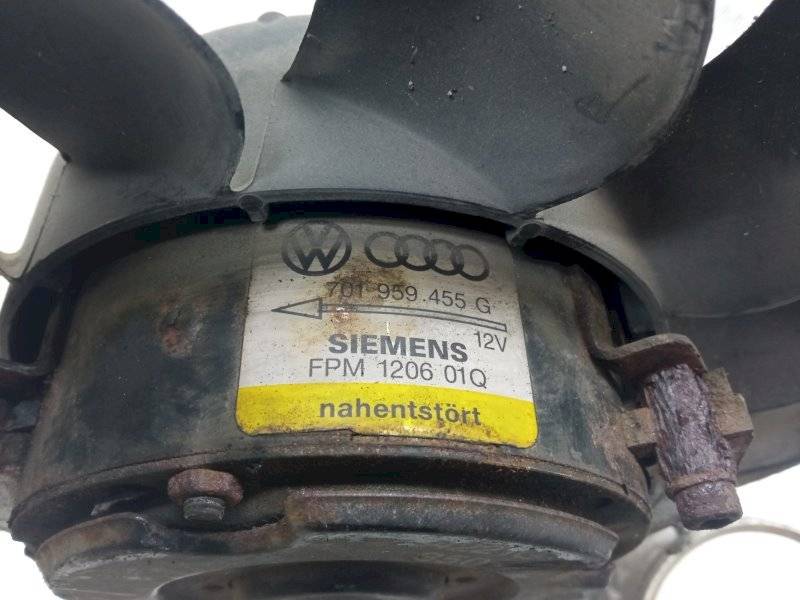 701 959 455 G
12V
SIEMENS
FPM 1206 01Q
nahentstört